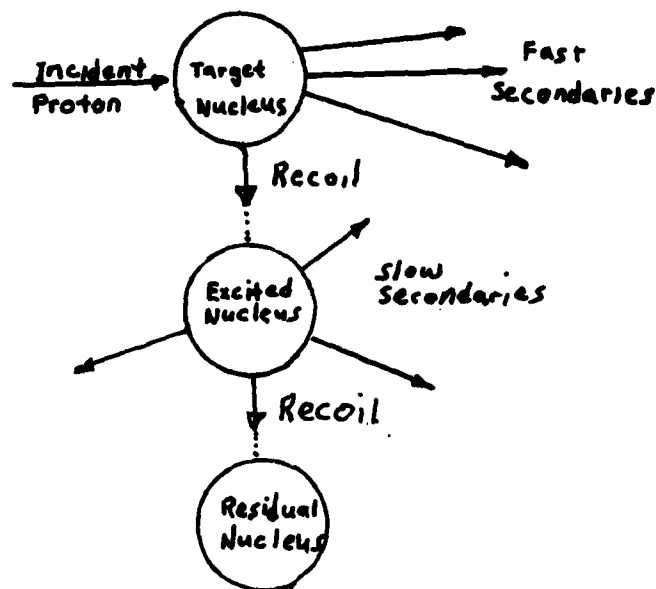 Incident
Proton
Target
Nucleus
Fast
Secondaries
Recoil
Excited
Nucleus
Slow
Secondaries
Recoil
Residual
Nucleus